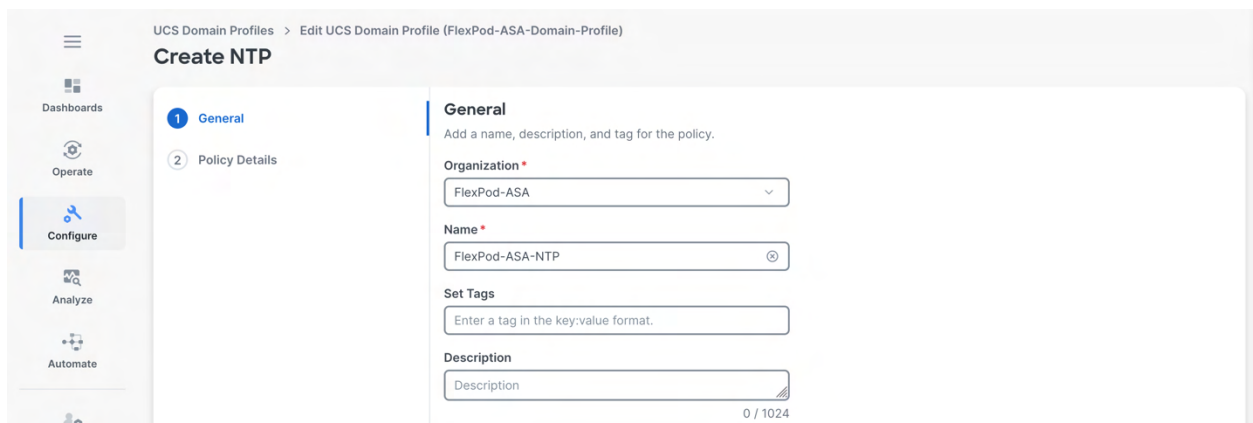 UCS Domain Profiles > Edit UCS Domain Profile (FlexPod-ASA-Domain-Profile)
Create NTP
Dashboards
Operate
Configure
Analyze
Automate
1 General
2 Policy Details
General
Add a name, description, and tag for the policy.
Organization *
FlexPod-ASA
Name *
FlexPod-ASA-NTP
Set Tags
Enter a tag in the key:value format.
Description
Description
0 / 1024